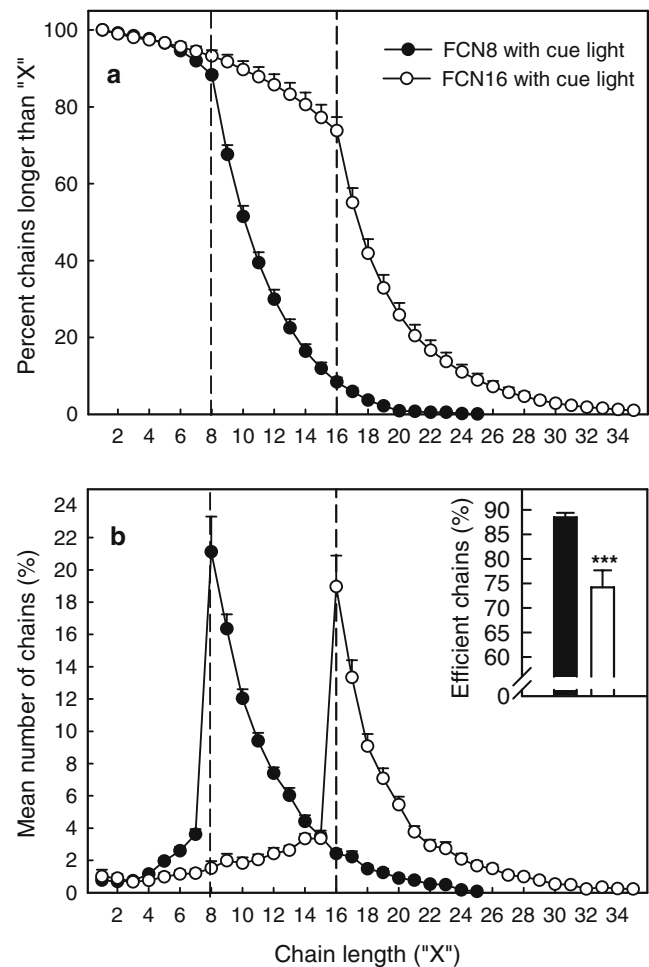 a
FCN8 with cue light
FCN16 with cue light
Percent chains longer than "X"
100
80
60
40
20
0
2 4 6 8 10 12 14 16 18 20 22 24 26 28 30 32 34
b
Mean number of chains (%)
24
22
20
18
16
14
12
10
8
6
4
2
0
Efficient chains (%)
90
85
80
75
70
65
60
0
***
2 4 6 8 10 12 14 16 18 20 22 24 26 28 30 32 34
Chain length ("X")